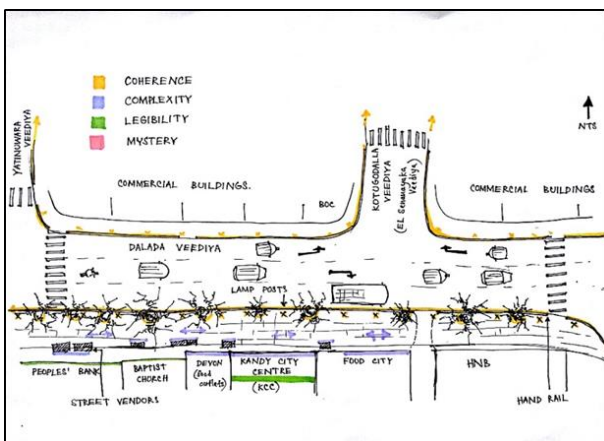 COHERENCE
COMPLEXITY
LEGIBILITY
MYSTERY
NTS
YATINUWARA
VEEDIYA
COMMERCIAL BUILDINGS.
BOC
KOTUGODALLA
VEEDIYA
(EL Senanayaka
Veediya)
COMMERCIAL BUILDINGS
DALADA VEEDIYA
LAMP POSTS
PEOPLES' BANK
BAPTIST
CHORCH
DEVON
(food
outlets)
KANDY CITY
CENTRE
(KCC)
FOOD CITY
HNB
STREET VENDORS
HAND RAIL